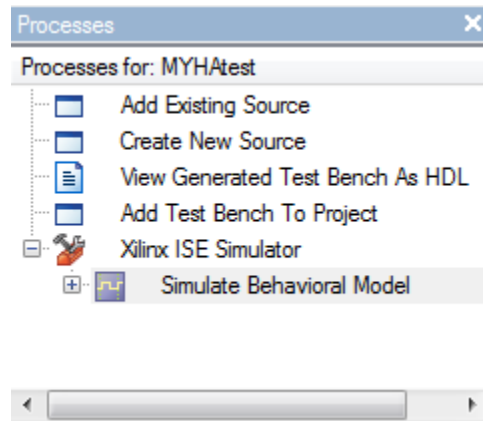 Processes
Processes for: MYHAtest
Add Existing Source
Create New Source
View Generated Test Bench As HDL
Add Test Bench To Project
Xilinx ISE Simulator
Simulate Behavioral Model